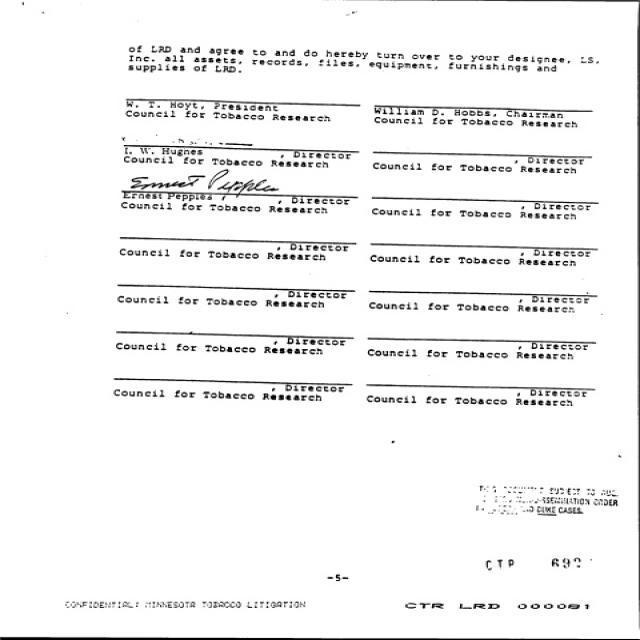 of LRD and agree to and do hereby turn over to your designee, LS,
Inc. all assets, records, files, equipment, furnishings and
supplies of LRD.
W. T. Hoyt, President
Council for Tobacco Research
William D. Hobbs, Chairman
Council for Tobacco Research
I. W. Hughes , Director
Council for Tobacco Research
, Director
Council for Tobacco Research
Ernest Pepples
Ernest Pepples , Director
Council for Tobacco Research
, Director
Council for Tobacco Research
, Director
Council for Tobacco Research
, Director
Council for Tobacco Research
, Director
Council for Tobacco Research
, Director
Council for Tobacco Research
, Director
Council for Tobacco Research
, Director
Council for Tobacco Research
, Director
Council for Tobacco Research
, Director
Council for Tobacco Research
SUBJECT TO
ORDER
CASES.
CTR
-5-
CONFIDENTIAL: MINNESOTA TOBACCO LITIGATION
CTR LRD 000081